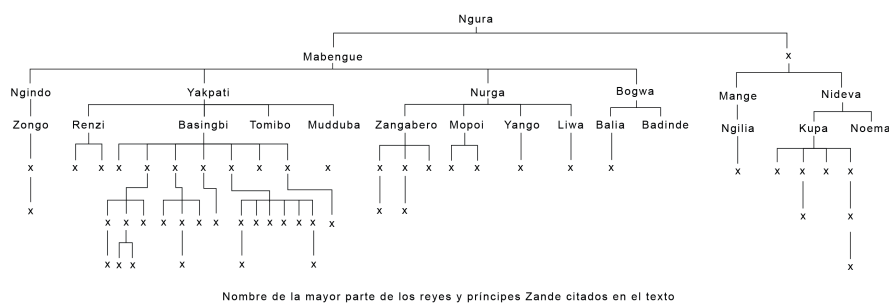 Ngura
Mabengue x
Ngindo Yakpati Nurga Bogwa Mange Nideva
Zongo Renzi Basingbi Tomibo Mudduba Zangabero Mopoi Yango Liwa Balia Badinde Ngilia Kupa Noema
x x x x x x x x x x x x x x x x x x x x x x x x
x x x x x x x x x x x x x x x x x x x x x
x x x x x x x
Nombre de la mayor parte de los reyes y príncipes Zande citados en el texto